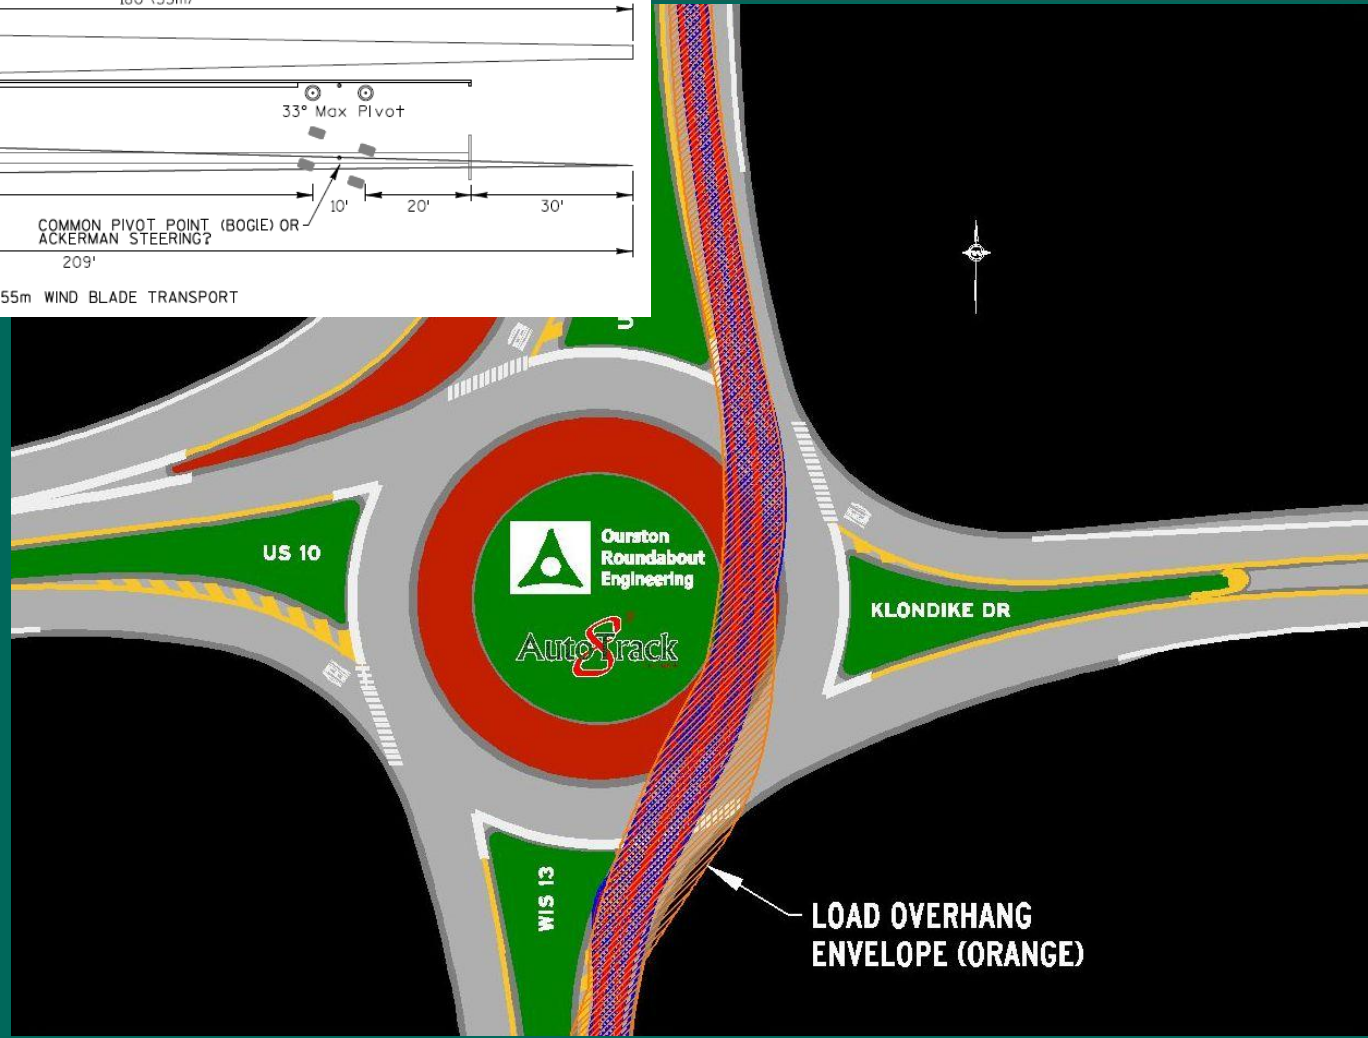 33° Max Pivot
10'
20'
30'
COMMON PIVOT POINT (BOGIE) OR
ACKERMAN STEERING?
209'
55m WIND BLADE TRANSPORT
US 10
Ourston
Roundabout
Engineering
AutoTrack
KLONDIKE DR
WIS 13
LOAD OVERHANG
ENVELOPE (ORANGE)